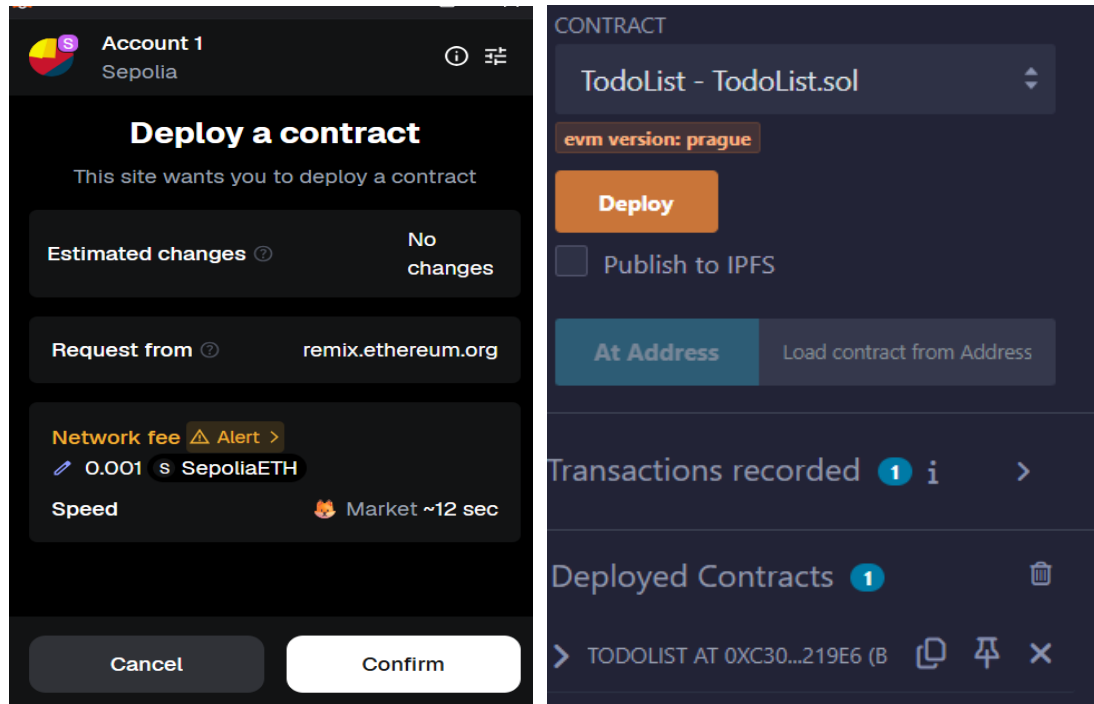 Account 1
S
Sepolia
Deploy a contract
This site wants you to deploy a contract
Estimated changes ?
No
changes
Request from ? remix.ethereum.org
Network fee Alert >
0.001 S SepoliaETH
Speed Market ~12 sec
Cancel Confirm
CONTRACT
TodoList - TodoList.sol
evm version: prague
Deploy
Publish to IPFS
At Address Load contract from Address
Transactions recorded 1 i
Deployed Contracts 1
TODOLIST AT 0XC30...219E6 (B